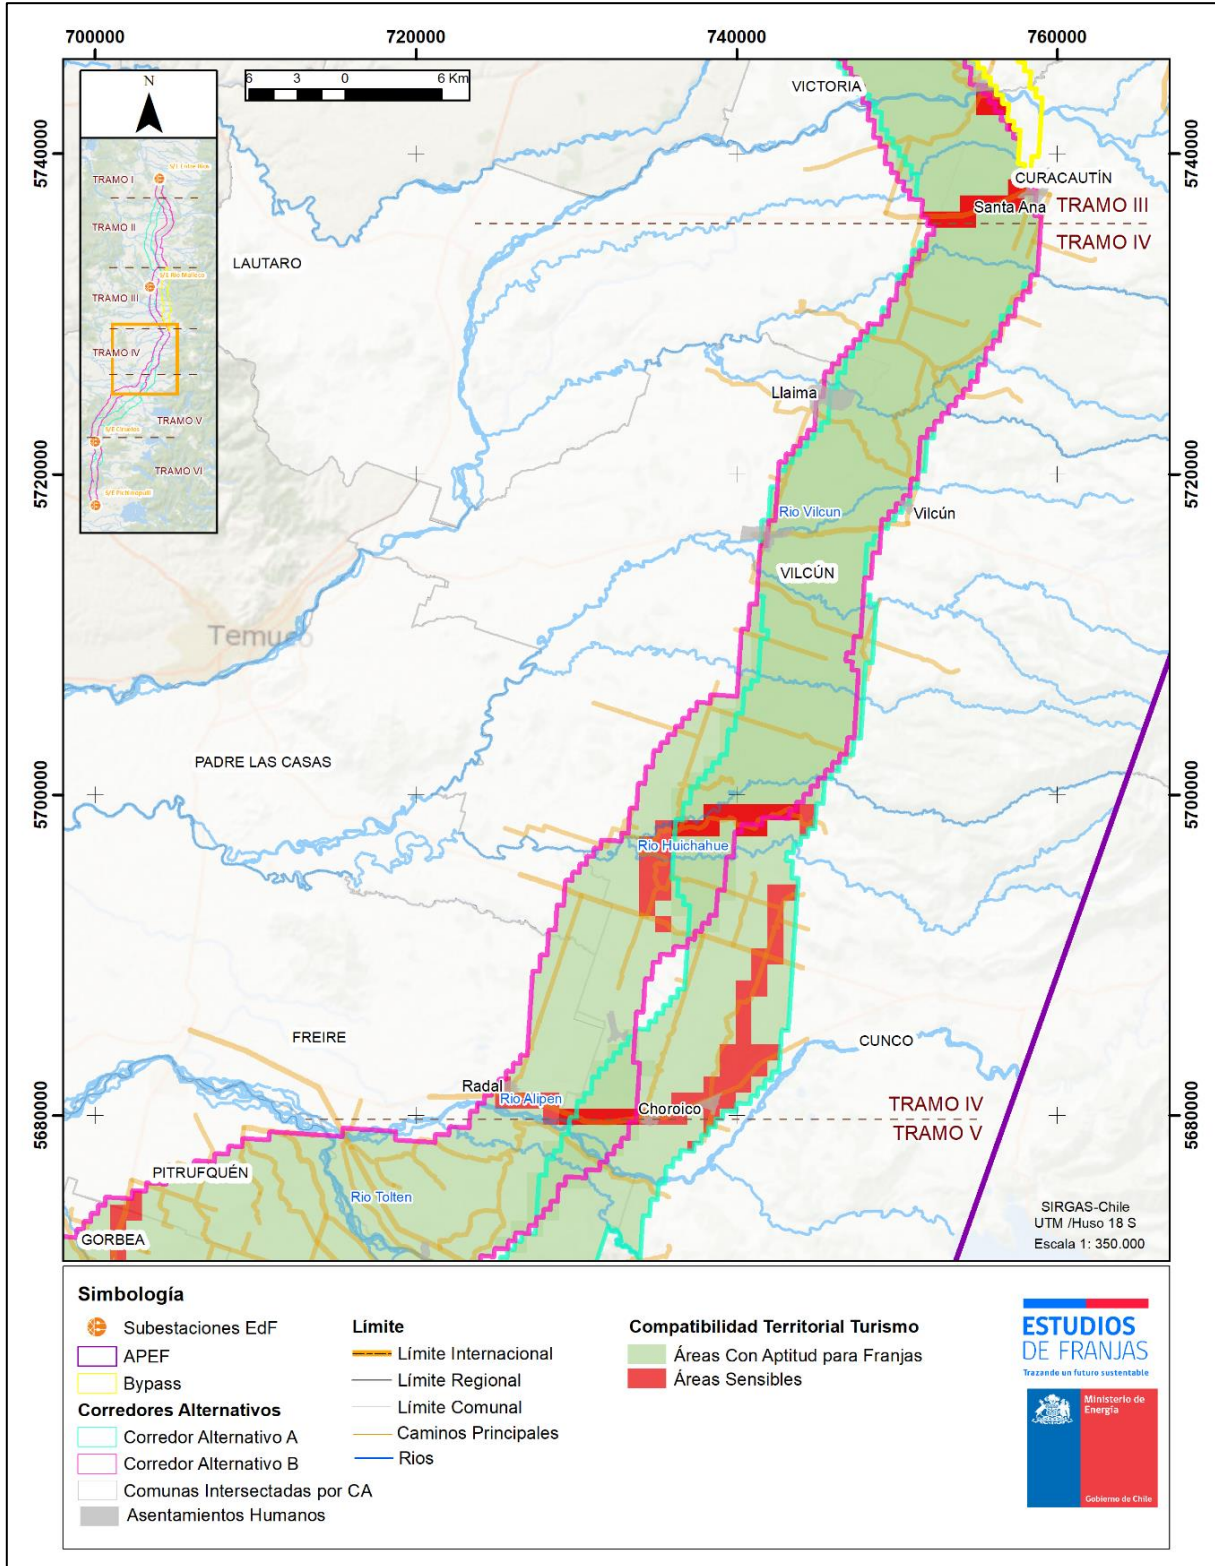 700000
720000
740000
760000
N
6 3 0 6 Km
VICTORIA
5740000
5740000
CURACAUTÍN
Santa Ana
TRAMO III
TRAMO IV
TRAMO I
TRAMO II
TRAMO III
TRAMO IV
TRAMO V
TRAMO VI
LAUTARO
Llaima
5720000
5720000
Rio Vilcun
Vilcún
VILCÚN
Temuco
PADRE LAS CASAS
5700000
5700000
Rio Huichahue
FREIRE
CUNCO
Radal
Rio Alipen
Choroico
TRAMO IV
TRAMO V
5680000
5680000
PITRUFQUÉN
Rio Tolten
GORBEA
SIRGAS-Chile
UTM /Huso 18 S
Escala 1: 350.000
Simbología
Subestaciones EdF
APEF
Bypass
Corredores Alternativos
Corredor Alternativo A
Corredor Alternativo B
Comunas Intersectadas por CA
Asentamientos Humanos
Límite
Límite Internacional
Límite Regional
Límite Comunal
Caminos Principales
Rios
Compatibilidad Territorial Turismo
Áreas Con Aptitud para Franjas
Áreas Sensibles
ESTUDIOS
DE FRANJAS
Trazando un futuro sustentable
Ministerio de
Energía
Gobierno de Chile